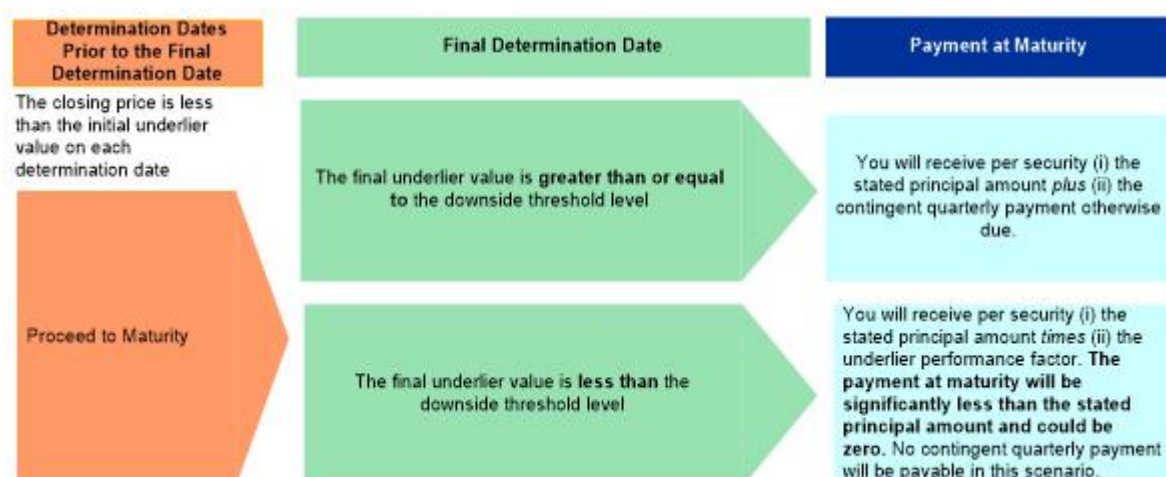 Determination Dates
Prior to the Final
Determination Date
Final Determination Date
Payment at Maturity
The closing price is less
than the initial underlier
value on each
determination date
Proceed to Maturity
The final underlier value is greater than or equal
to the downside threshold level
You will receive per security (i) the
stated principal amount plus (ii) the
contingent quarterly payment otherwise
due.
The final underlier value is less than the
downside threshold level
You will receive per security (i) the
stated principal amount times (ii) the
underlier performance factor. The
payment at maturity will be
significantly less than the stated
principal amount and could be
zero. No contingent quarterly payment
will be payable in this scenario.